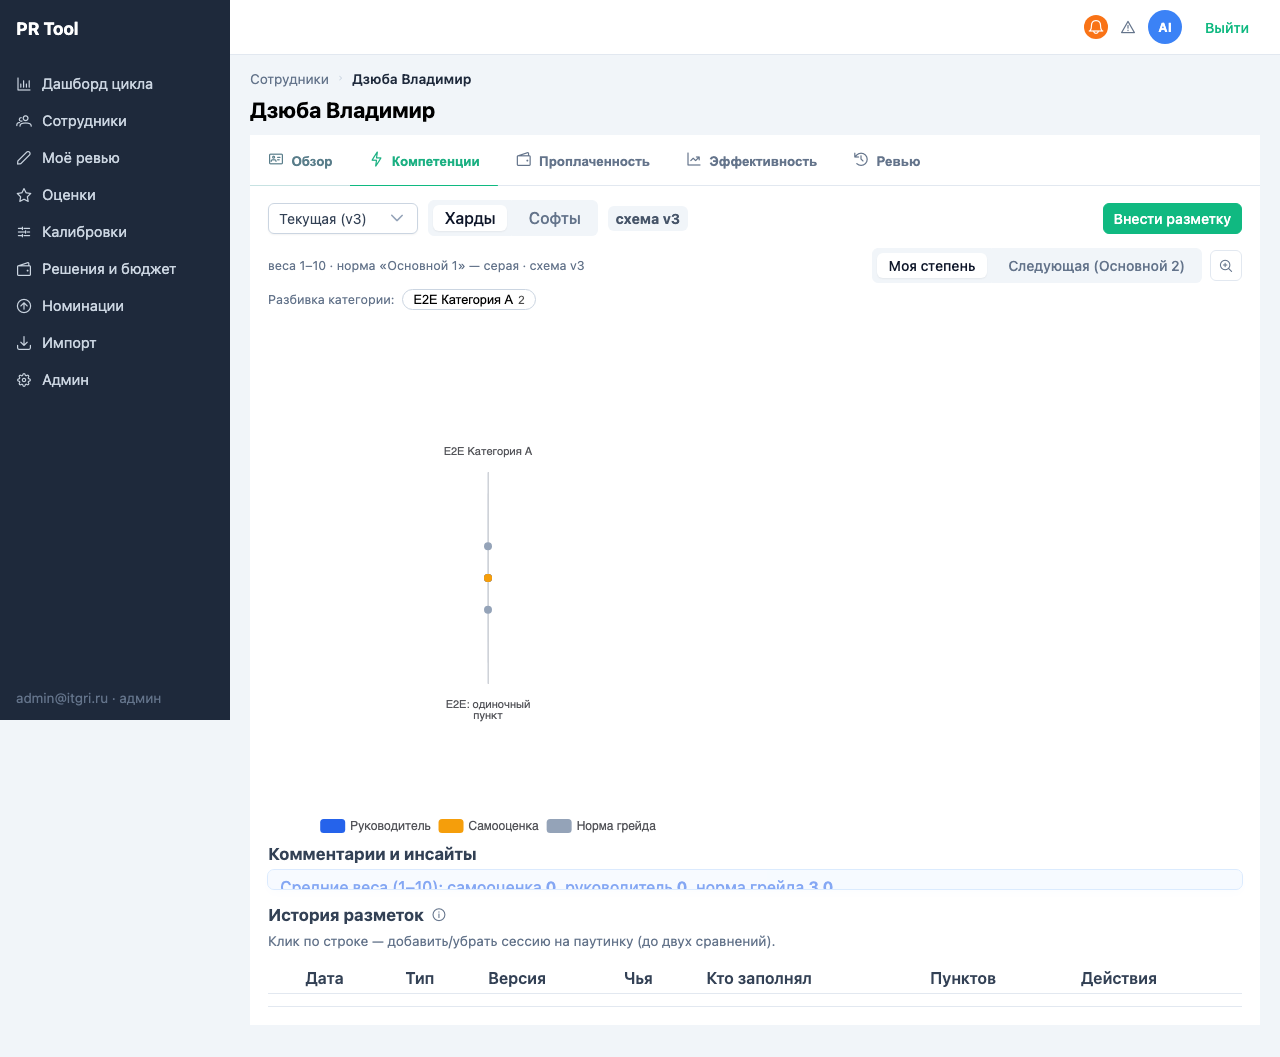 PR Tool
AI
Выйти
Дашборд цикла
Сотрудники
Моё ревью
Оценки
Калибровки
Решения и бюджет
Номинации
Импорт
Админ
admin@itgri.ru · админ
Сотрудники
Дзюба Владимир
Дзюба Владимир
Обзор
Компетенции
Проплаченность
Эффективность
Ревью
Текущая (v3)
Харды
Софты
схема v3
Внести разметку
веса 1–10 · норма «Основной 1» — серая · схема v3
Моя степень
Следующая (Основной 2)
Разбивка категории:
E2E Категория A 2
E2E Категория A
E2E: одиночный
пункт
Руководитель
Самооценка
Норма грейда
Комментарии и инсайты
Средние веса (1–10): самооценка 0, руководитель 0, норма грейда 3.0
История разметок
Клик по строке — добавить/убрать сессию на паутинку (до двух сравнений).
Дата
Тип
Версия
Чья
Кто заполнял
Пунктов
Действия